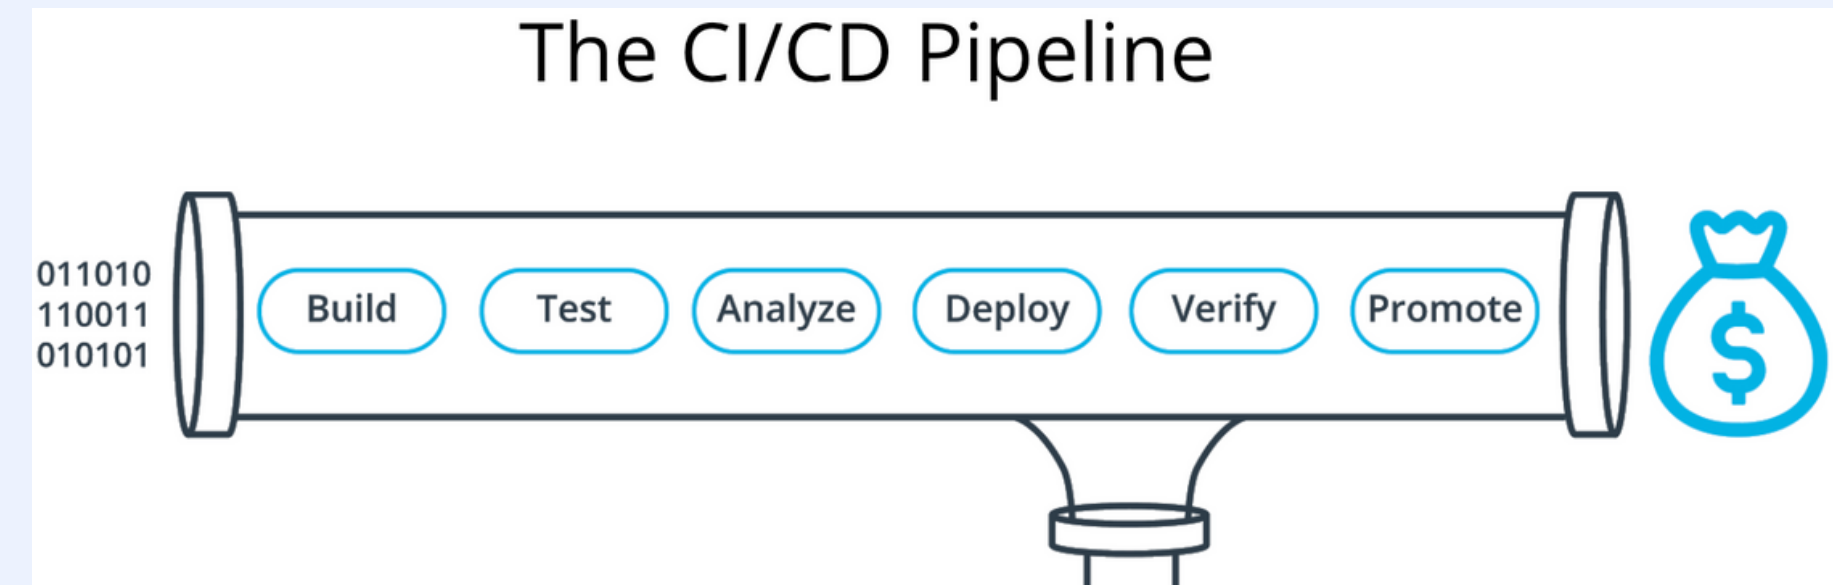 The CI/CD Pipeline
011010
110011
010101
Build Test Analyze Deploy Verify Promote
$